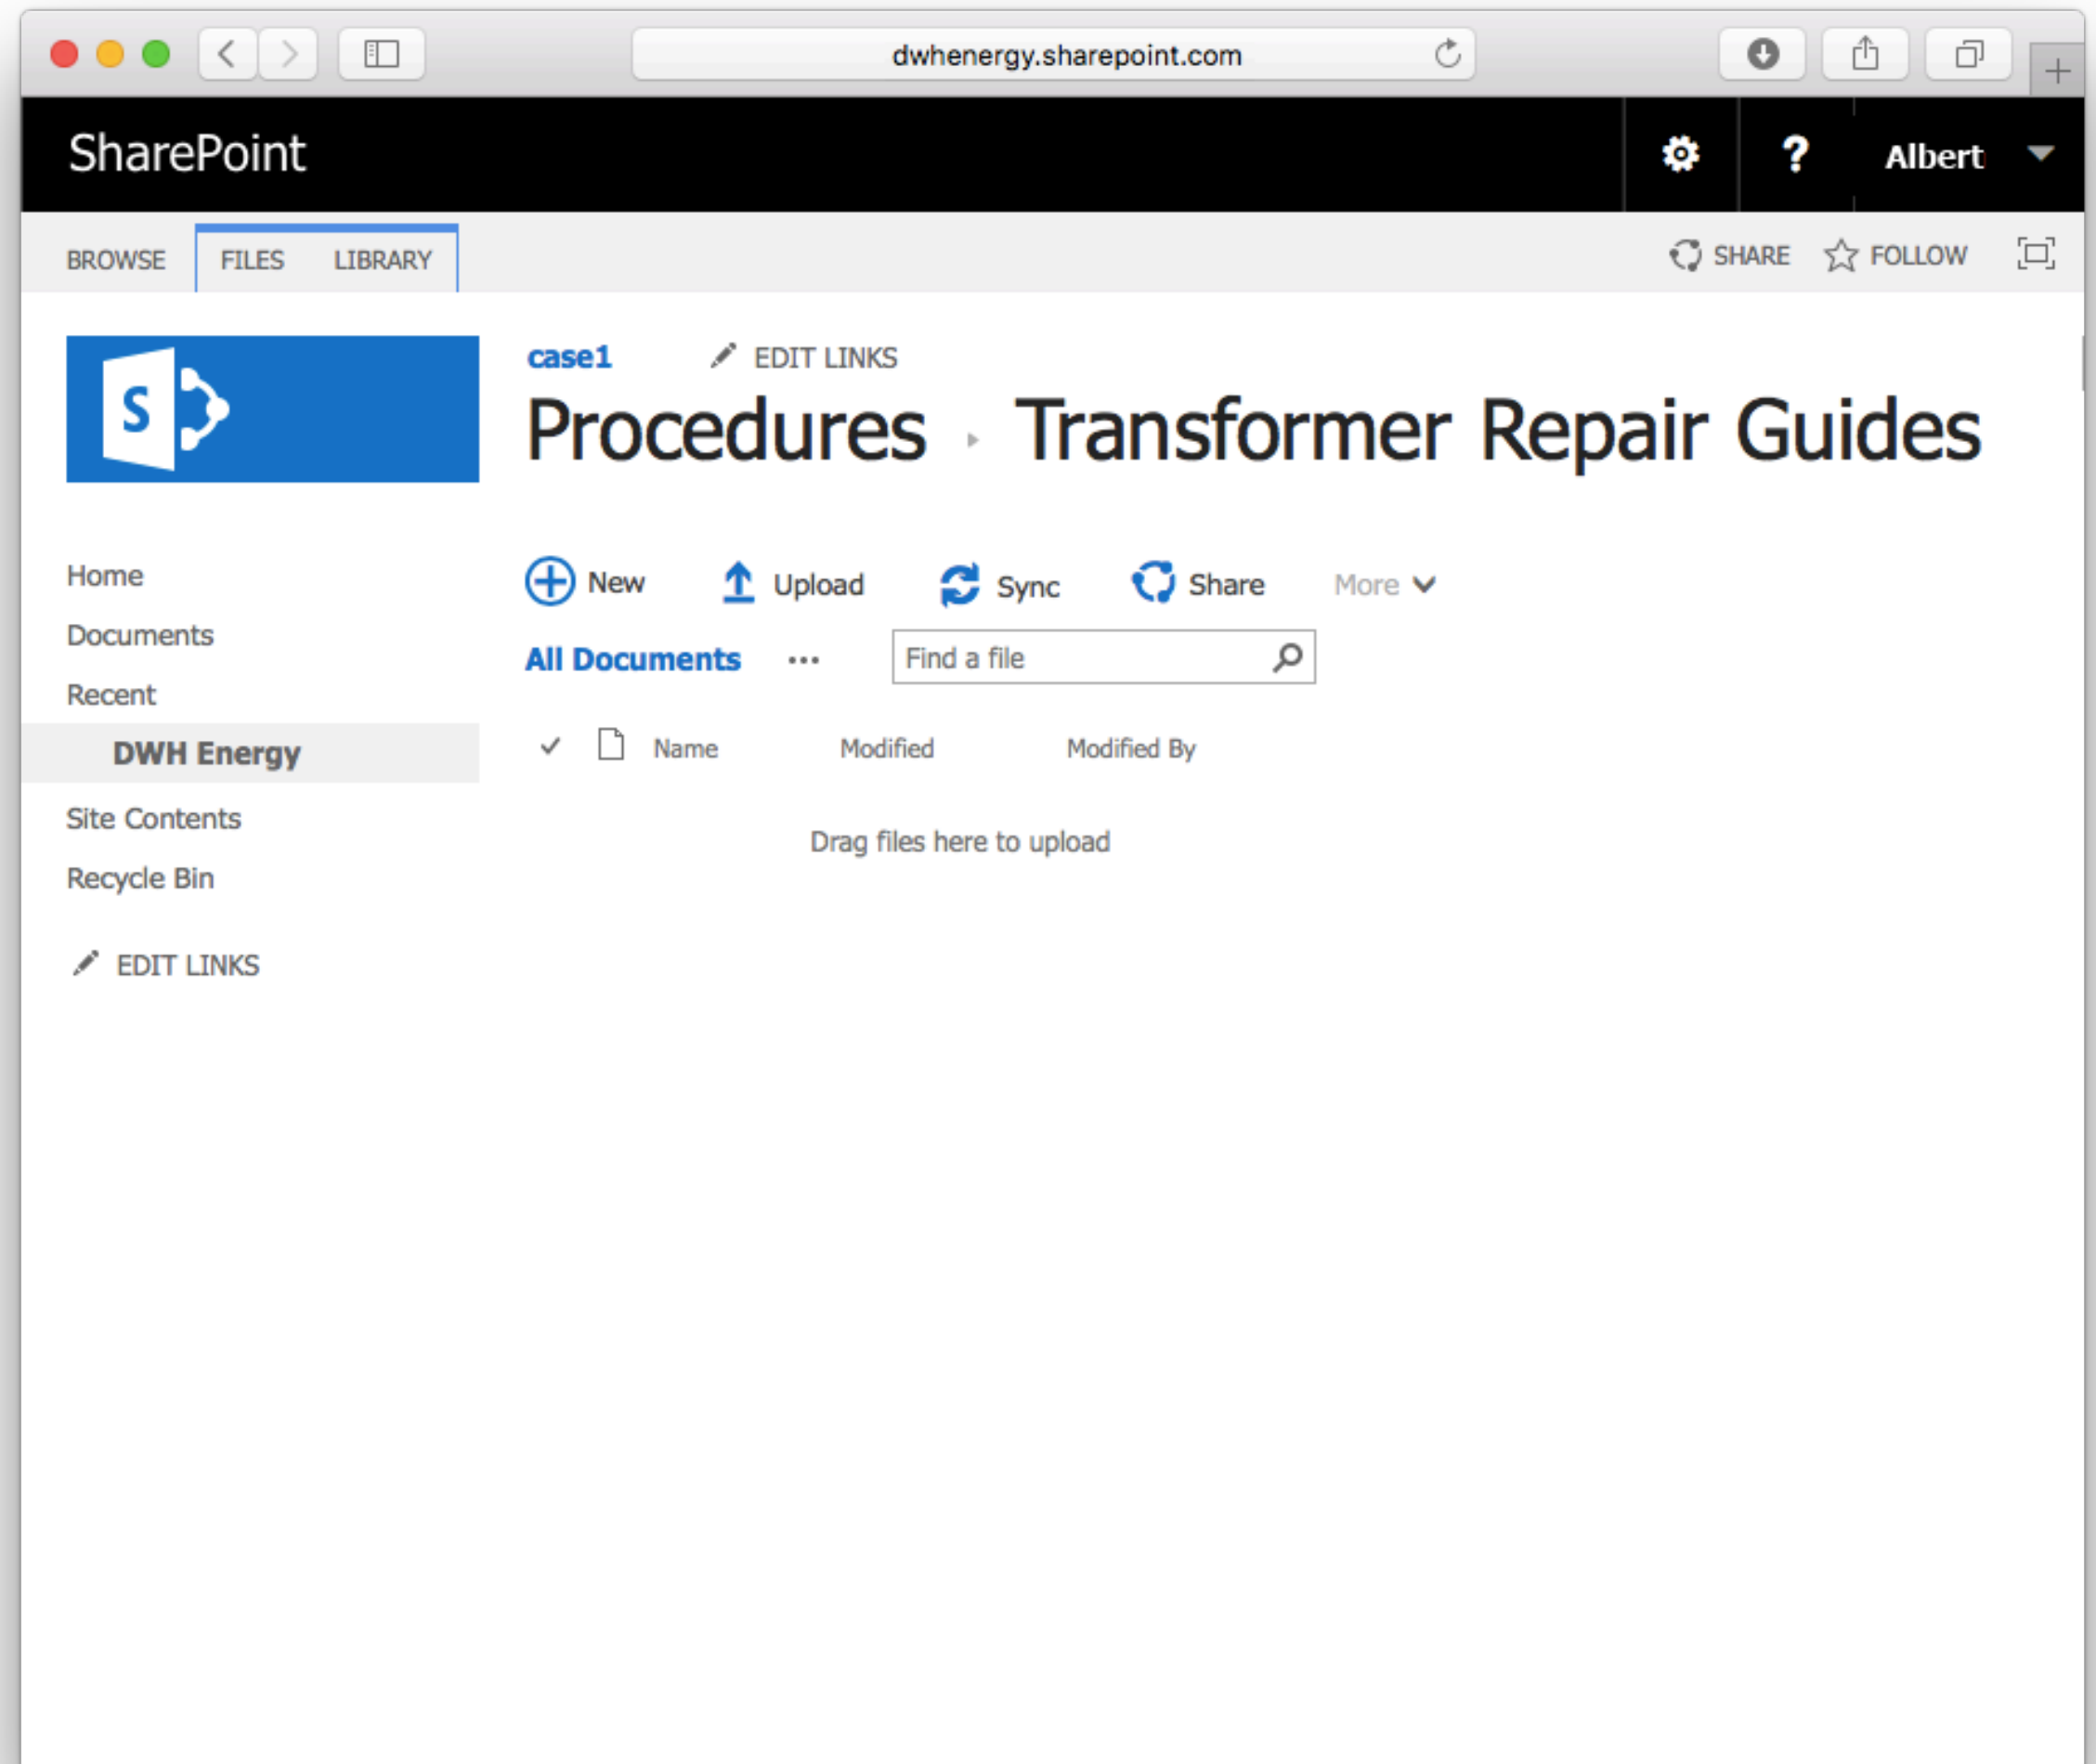 dwhenergy.sharepoint.com
SharePoint
? Albert
BROWSE FILES LIBRARY SHARE FOLLOW
S
case1 EDIT LINKS
Procedures Transformer Repair Guides
Home
Documents
Recent
DWH Energy
Site Contents
Recycle Bin
EDIT LINKS
New Upload Sync Share More
All Documents ... Find a file
Name Modified Modified By
Drag files here to upload